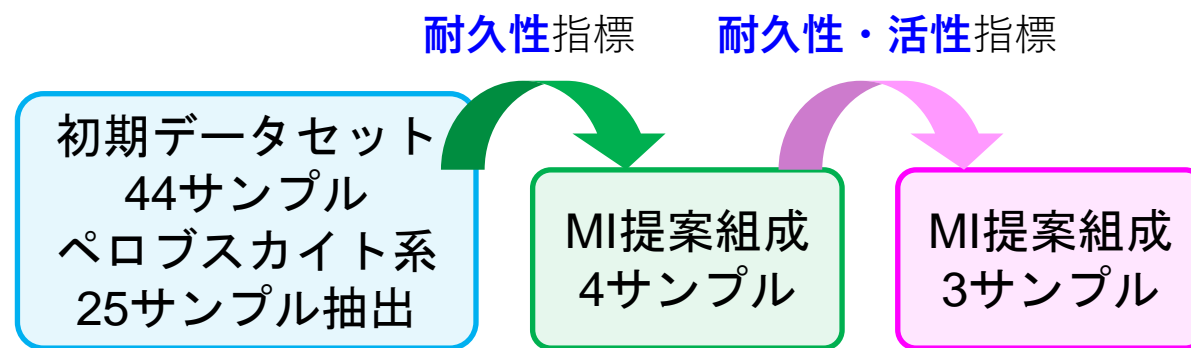 耐久性指標
耐久性・活性指標
初期データセット
44サンプル
ペロブスカイト系
25サンプル抽出
MI提案組成
4サンプル
MI提案組成
3サンプル